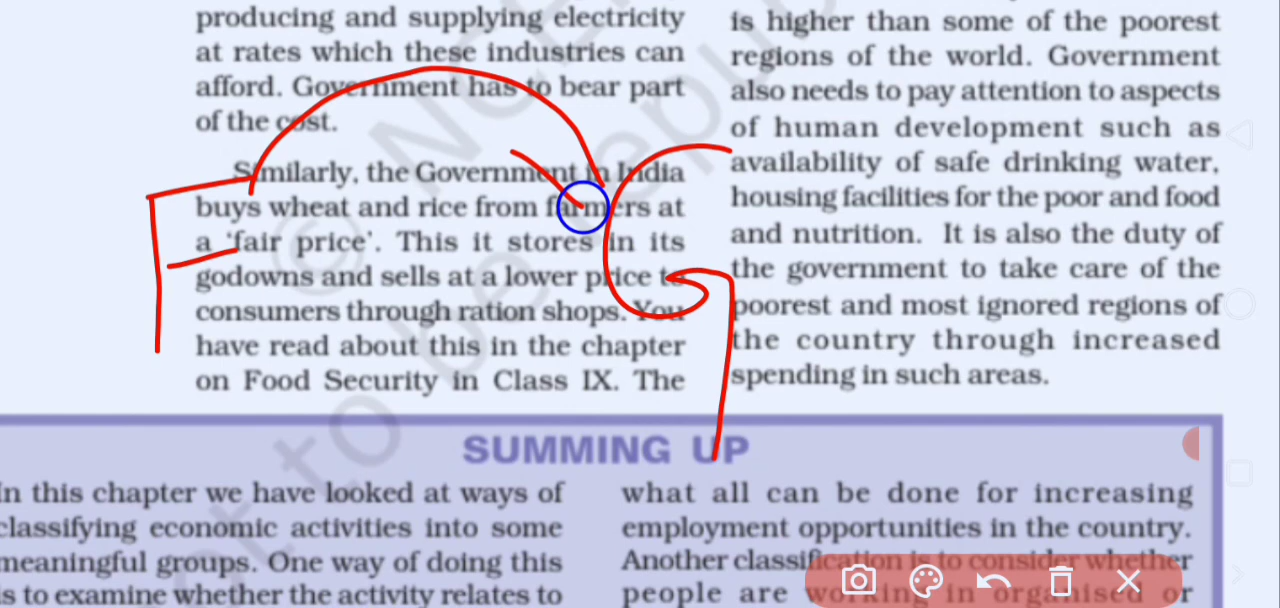 producing and supplying electricity
at rates which these industries can
afford. Government has to bear part
of the cost.
Similarly, the Government in India
buys wheat and rice from farmers at
a 'fair price'. This it stores in its
godowns and sells at a lower price to
consumers through ration shops. You
have read about this in the chapter
on Food Security in Class IX. The
is higher than some of the poorest
regions of the world. Government
also needs to pay attention to aspects
of human development such as
availability of safe drinking water,
housing facilities for the poor and food
and nutrition. It is also the duty of
the government to take care of the
poorest and most ignored regions of
the country through increased
spending in such areas.
SUMMING UP
In this chapter we have looked at ways of
classifying economic activities into some
meaningful groups. One way of doing this
is to examine whether the activity relates to
what all can be done for increasing
employment opportunities in the country.
Another classification is to consider whether
people are working in organised or